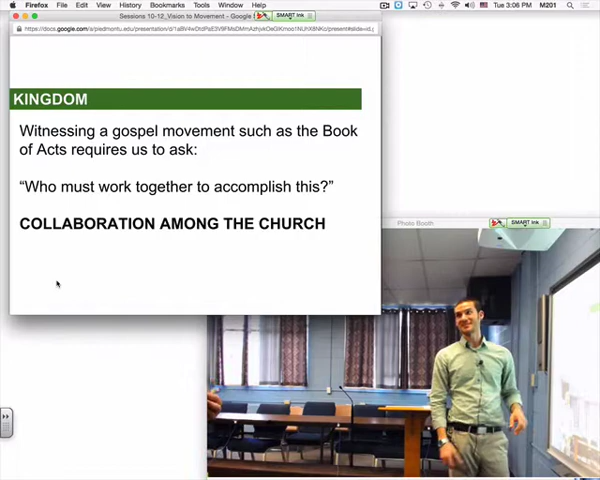 Firefox File Edit View History Bookmarks Tools Window Help Tue 3:06 PM M201
Sessions 10-12_Vision to Movement - Google
SMART Ink
KINGDOM
Witnessing a gospel movement such as the Book
of Acts requires us to ask:
“Who must work together to accomplish this?”
COLLABORATION AMONG THE CHURCH
Photo Booth
SMART Ink